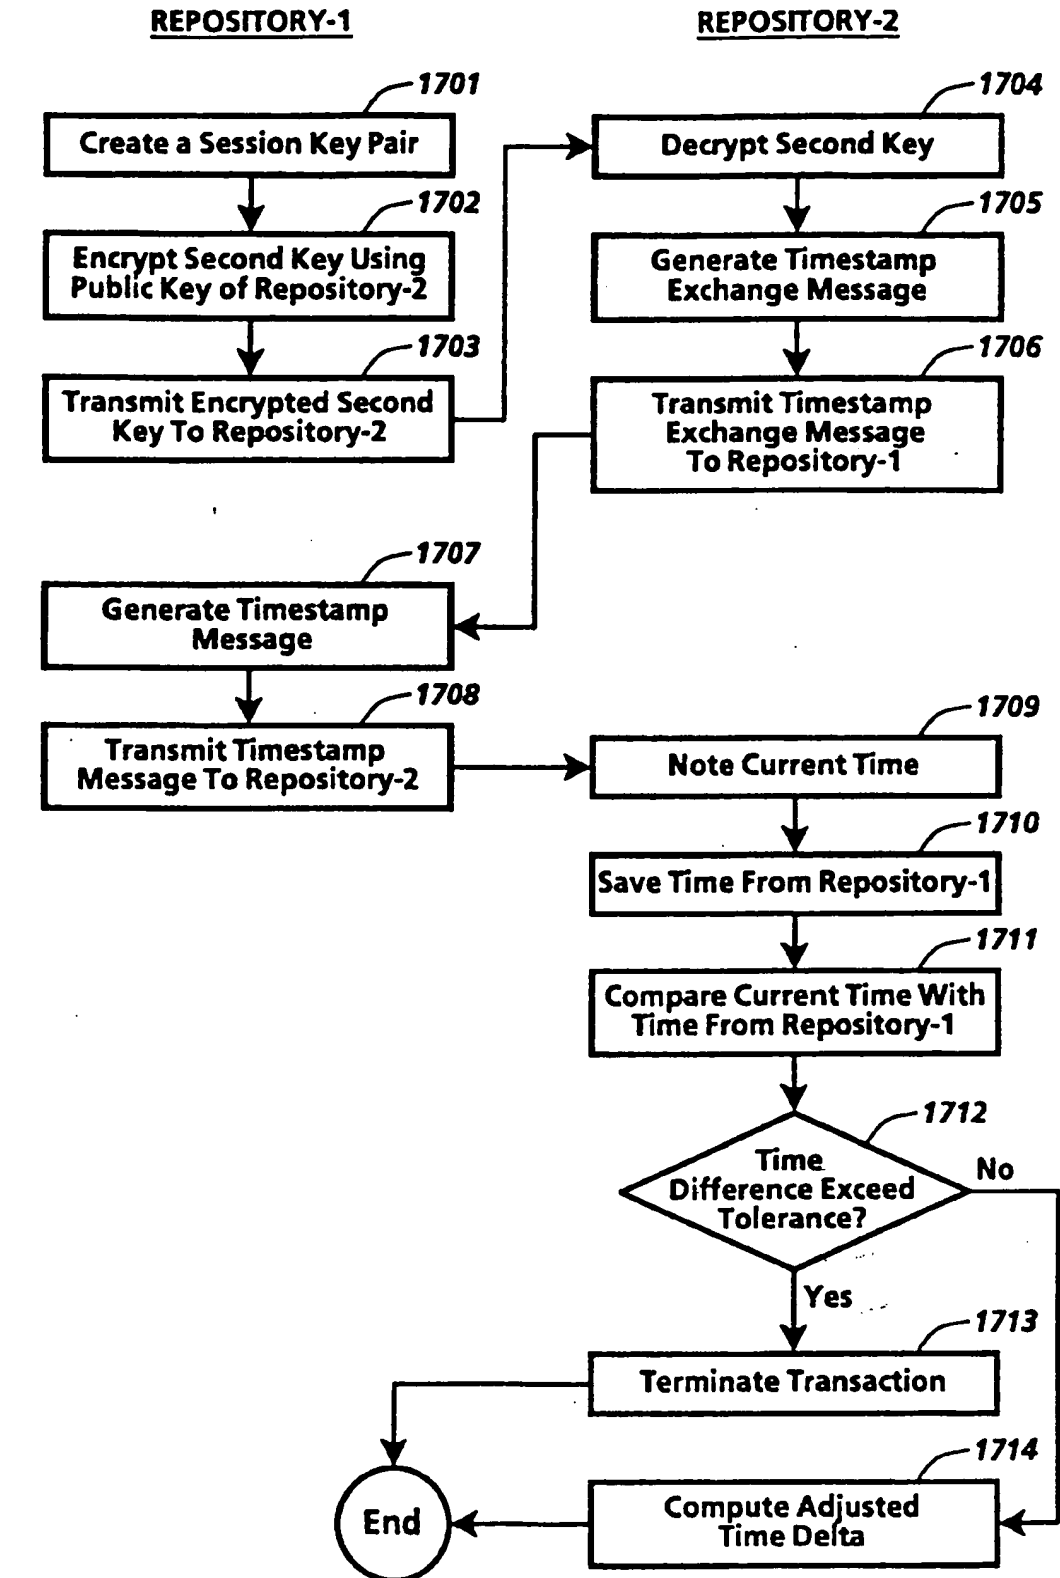 REPOSITORY-1
REPOSITORY-2
1701
Create a Session Key Pair
1702
Encrypt Second Key Using
Public Key of Repository-2
1703
Transmit Encrypted Second
Key To Repository-2
1704
Decrypt Second Key
1705
Generate Timestamp
Exchange Message
1706
Transmit Timestamp
Exchange Message
To Repository-1
1707
Generate Timestamp
Message
1708
Transmit Timestamp
Message To Repository-2
1709
Note Current Time
1710
Save Time From Repository-1
1711
Compare Current Time With
Time From Repository-1
1712
Time
Difference Exceed
Tolerance?
No
Yes
1713
Terminate Transaction
1714
Compute Adjusted
Time Delta
End